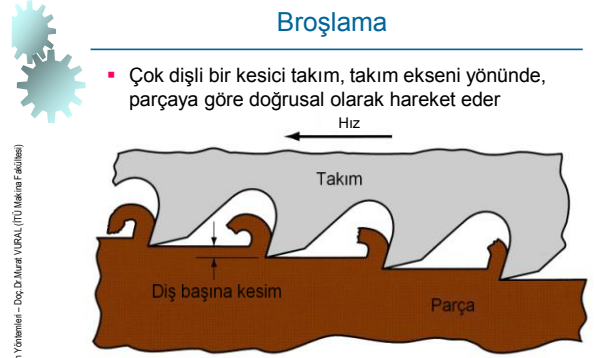 Broşlama
Çok dişli bir kesici takım, takım ekseni yönünde,
parçaya göre doğrusal olarak hareket eder
Hız
Takım
Diş başına kesim
Parça
Yöntemleri – Doç.Dr.Murat VURAL (İTÜ Makina Fakültesi)